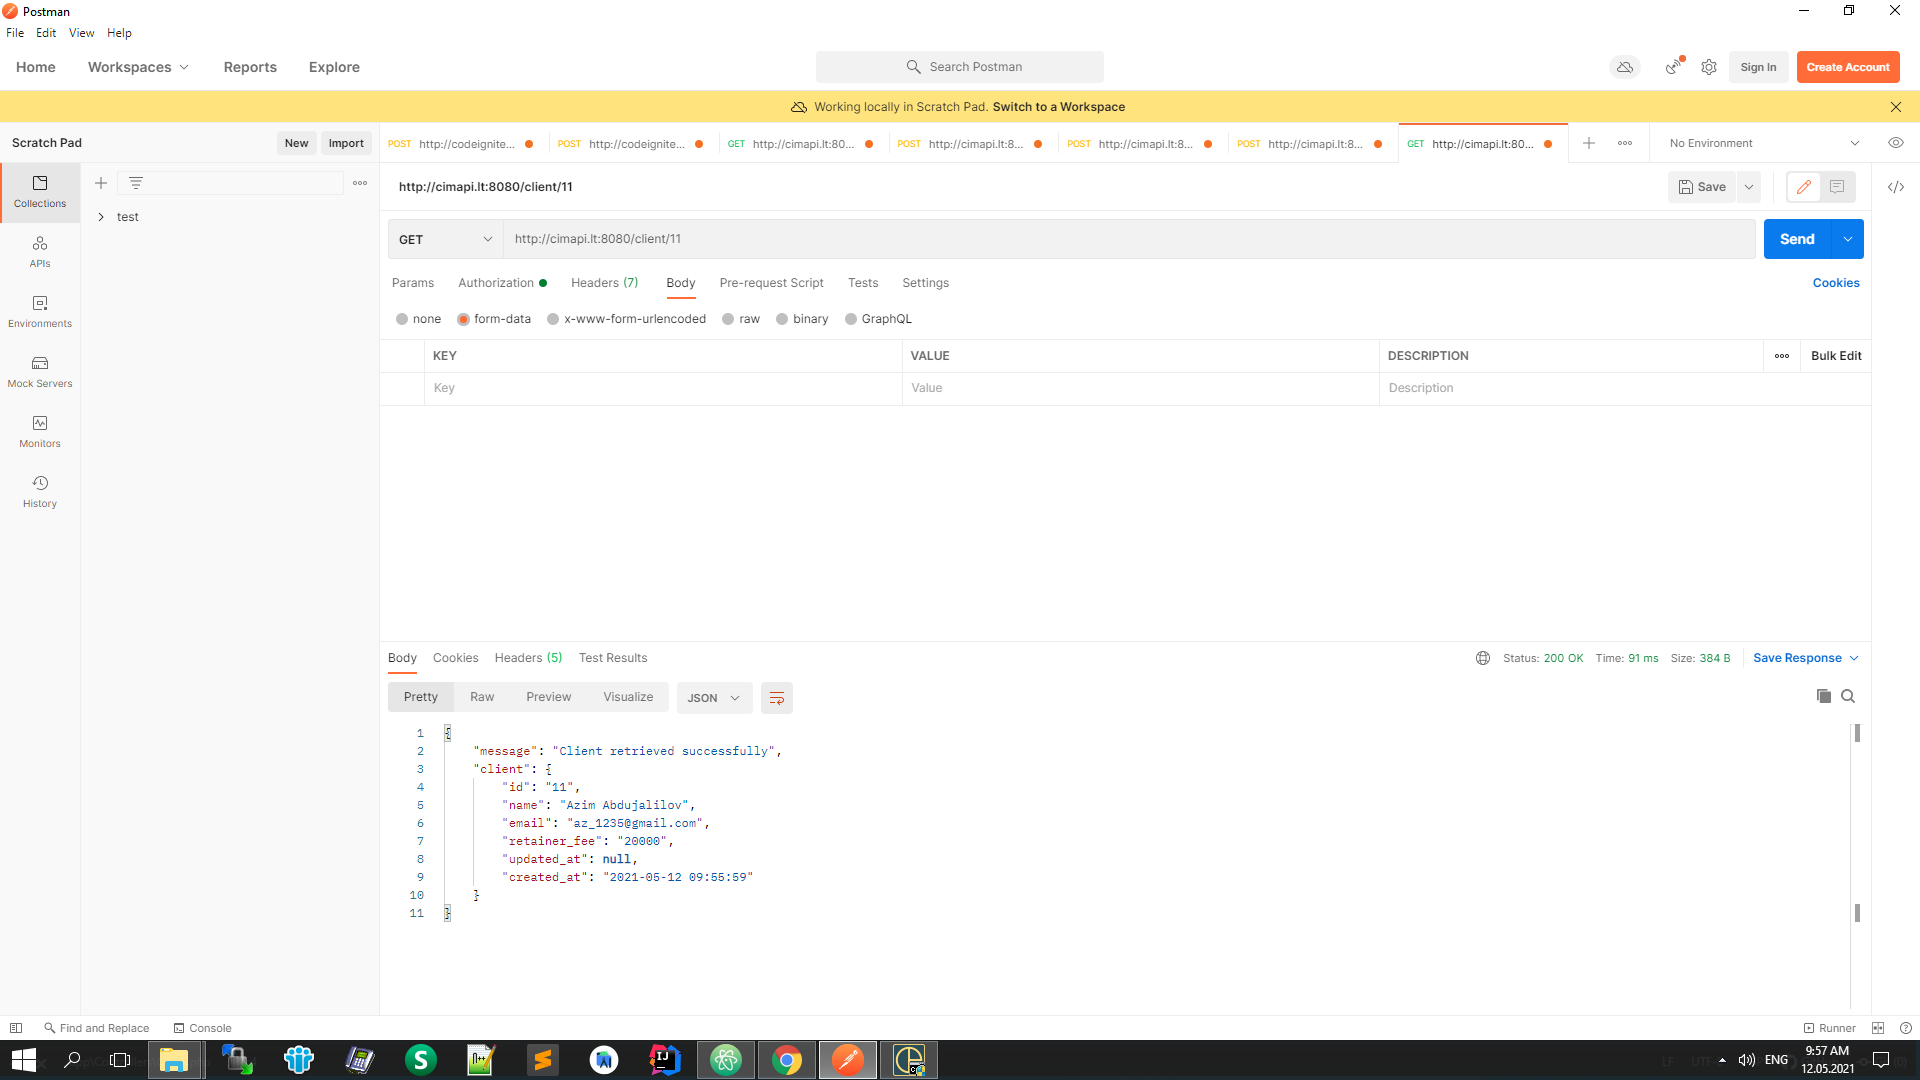 Postman
File Edit View Help
Home Workspaces Reports Explore Search Postman Sign In Create Account
Working locally in Scratch Pad. Switch to a Workspace
Scratch Pad New Import
POST http://codeignite... POST http://codeignite... GET http://cimapi.lt:80... POST http://cimapi.lt:8... POST http://cimapi.lt:8... POST http://cimapi.lt:8... GET http://cimapi.lt:80... No Environment
http://cimapi.lt:8080/client/11 Save
Collections
test
APIs
Environments
Mock Servers
Monitors
History
GET http://cimapi.lt:8080/client/11 Send
Params Authorization Headers (7) Body Pre-request Script Tests Settings Cookies
none form-data x-www-form-urlencoded raw binary GraphQL
KEY VALUE DESCRIPTION Bulk Edit
Key Value Description
Body Cookies Headers (5) Test Results Status: 200 OK Time: 91 ms Size: 384 B Save Response
Pretty Raw Preview Visualize JSON
1 {
2 "message": "Client retrieved successfully",
3 "client": {
4 "id": "11",
5 "name": "Azim Abdujalilov",
6 "email": "az_1235@gmail.com",
7 "retainer_fee": "20000",
8 "updated_at": null,
9 "created_at": "2021-05-12 09:55:59"
10 }
11 }
Find and Replace Console Runner
ENG 9:57 AM
12.05.2021